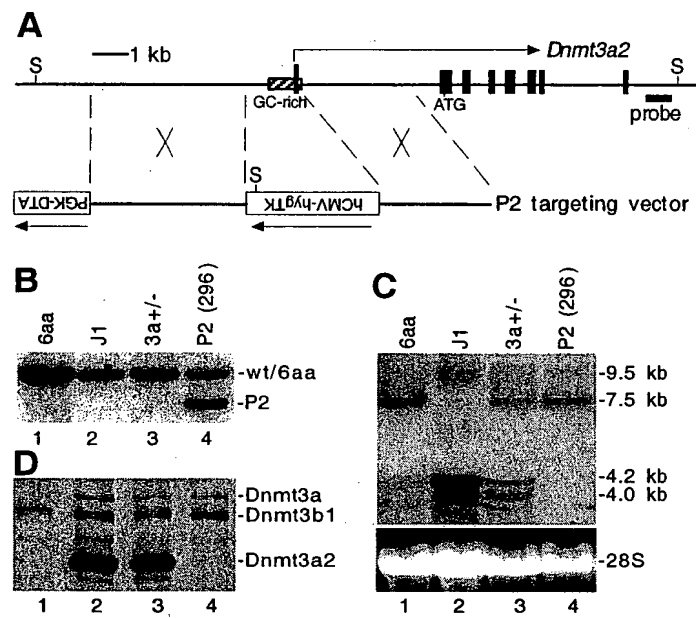 A
S
1 kb
Dnmt3a2
S
GC-rich
ATG
probe
S
PGK-DTA
hCMV-hygTK
P2 targeting vector
B
6aa
J1
3a+/-
P2 (296)
-wt/6aa
-P2
1 2 3 4
C
6aa
J1
3a+/-
P2 (296)
-9.5 kb
-7.5 kb
-4.2 kb
-4.0 kb
-28S
1 2 3 4
D
-Dnmt3a
-Dnmt3b1
-Dnmt3a2
1 2 3 4